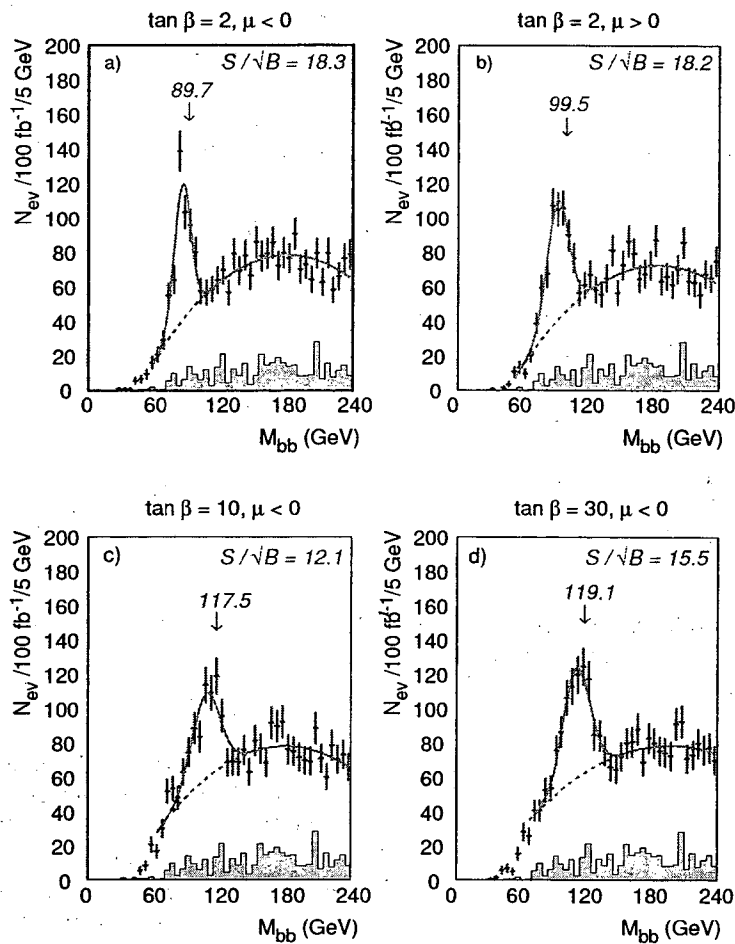 tan β = 2, μ < 0
a)
S / √B = 18.3
89.7
N_ev /100 fb⁻¹/5 GeV
200
180
160
140
120
100
80
60
40
20
0
0 60 120 180 240
M_bb (GeV)
tan β = 2, μ > 0
b)
S / √B = 18.2
99.5
N_ev /100 fb⁻¹/5 GeV
200
180
160
140
120
100
80
60
40
20
0
0 60 120 180 240
M_bb (GeV)
tan β = 10, μ < 0
c)
S / √B = 12.1
117.5
N_ev /100 fb⁻¹/5 GeV
200
180
160
140
120
100
80
60
40
20
0
0 60 120 180 240
M_bb (GeV)
tan β = 30, μ < 0
d)
S / √B = 15.5
119.1
N_ev /100 fb⁻¹/5 GeV
200
180
160
140
120
100
80
60
40
20
0
0 60 120 180 240
M_bb (GeV)